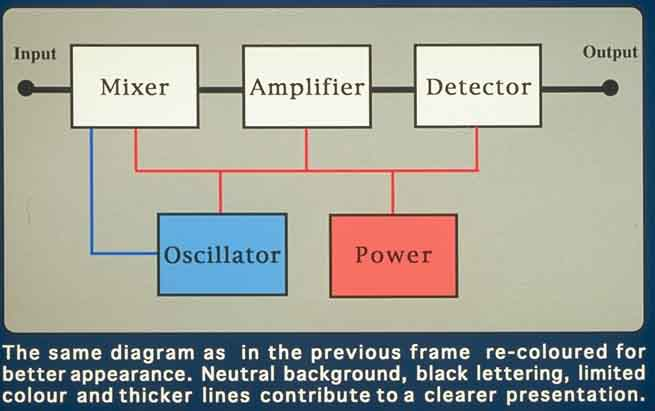 Input
Output
Mixer
Amplifier
Detector
Oscillator
Power
The same diagram as in the previous frame re-coloured for
better appearance. Neutral background, black lettering, limited
colour and thicker lines contribute to a clearer presentation.